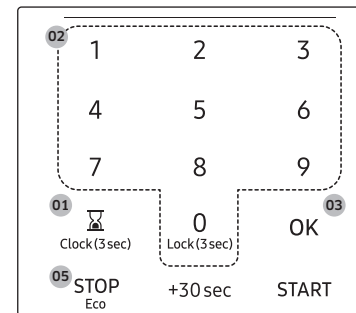 02
1 2 3
4 5 6
7 8 9
01 03
0 OK
Clock (3 sec) Lock (3 sec)
05 STOP +30 sec START
Eco